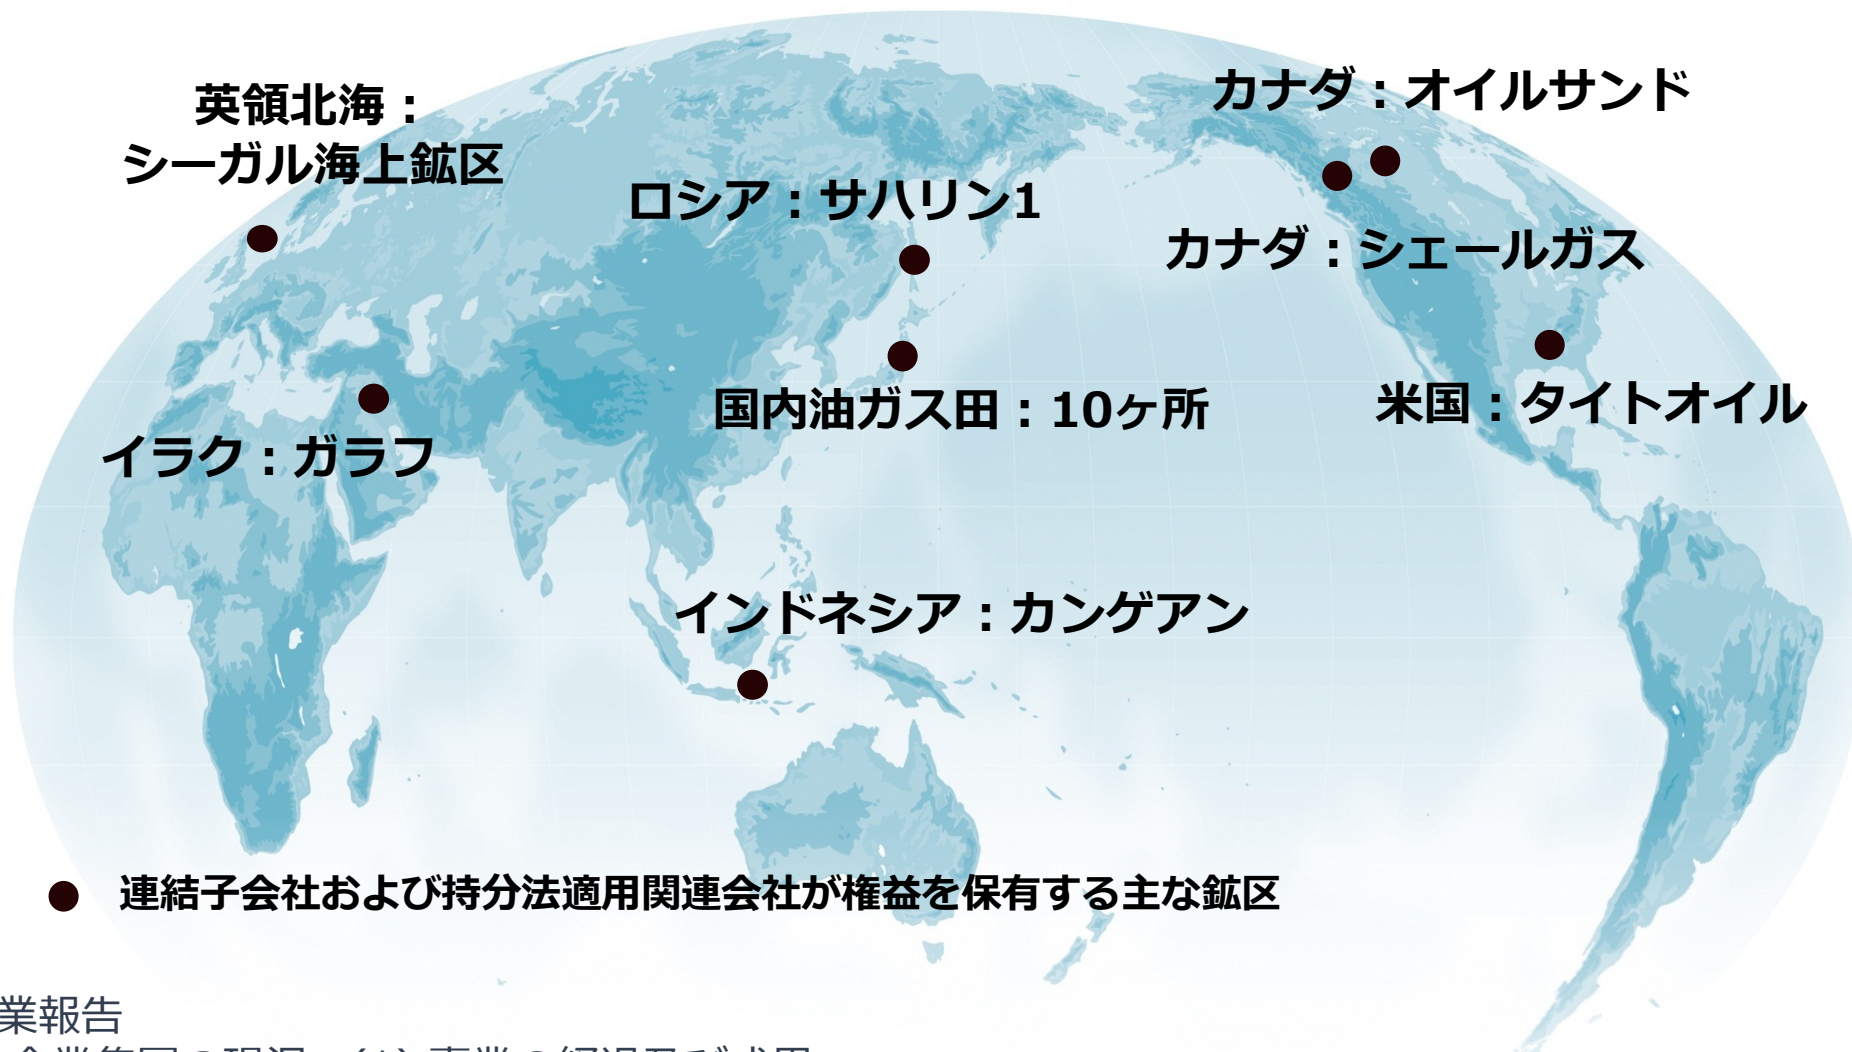 英領北海：
シーガル海上鉱区
カナダ：オイルサンド
ロシア：サハリン1
カナダ：シェールガス
国内油ガス田：10ヶ所
米国：タイトオイル
イラク：ガラフ
インドネシア：カンゲアン
連結子会社および持分法適用関連会社が権益を保有する主な鉱区
業報告